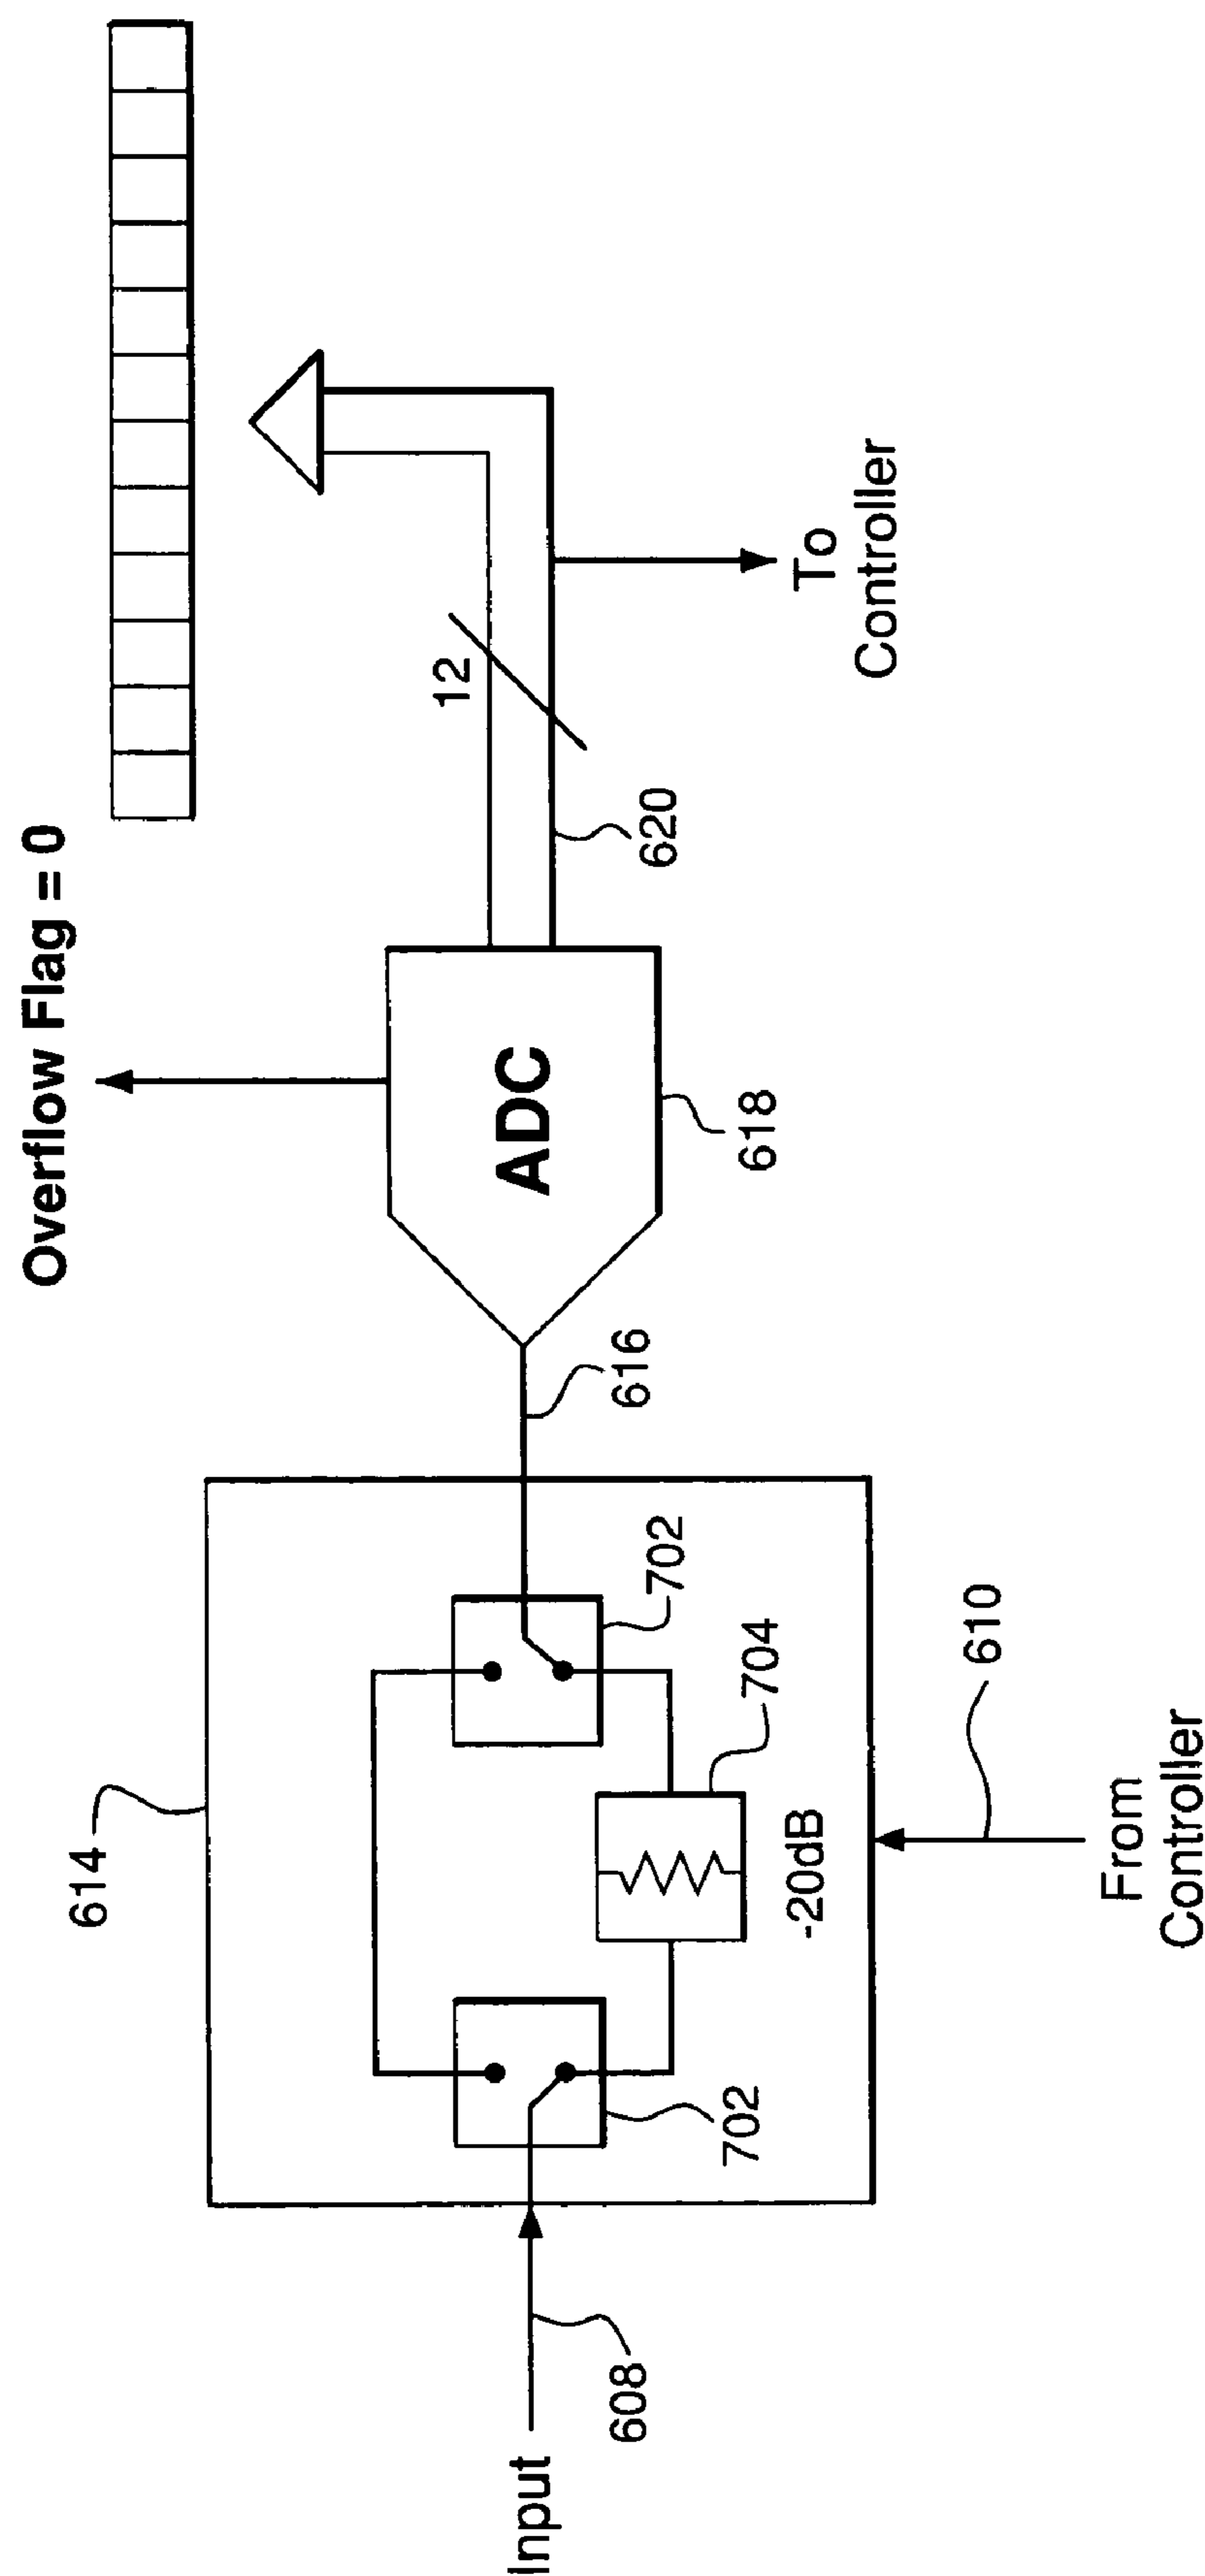 Overflow Flag = 0
12
620
To
Controller
ADC
618
616
614
702
704
-20dB
702
610
From
Controller
Input
608